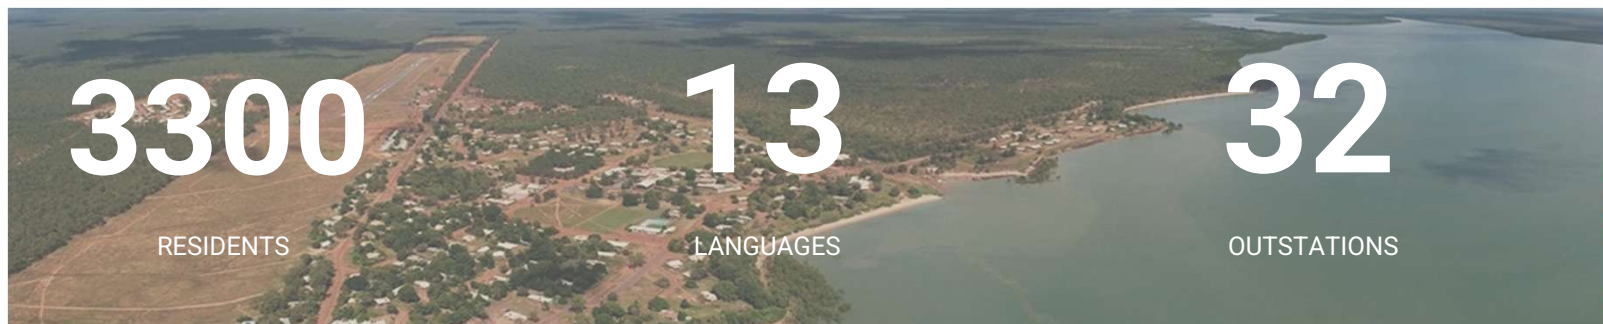 3300
13
32
RESIDENTS
LANGUAGES
OUTSTATIONS